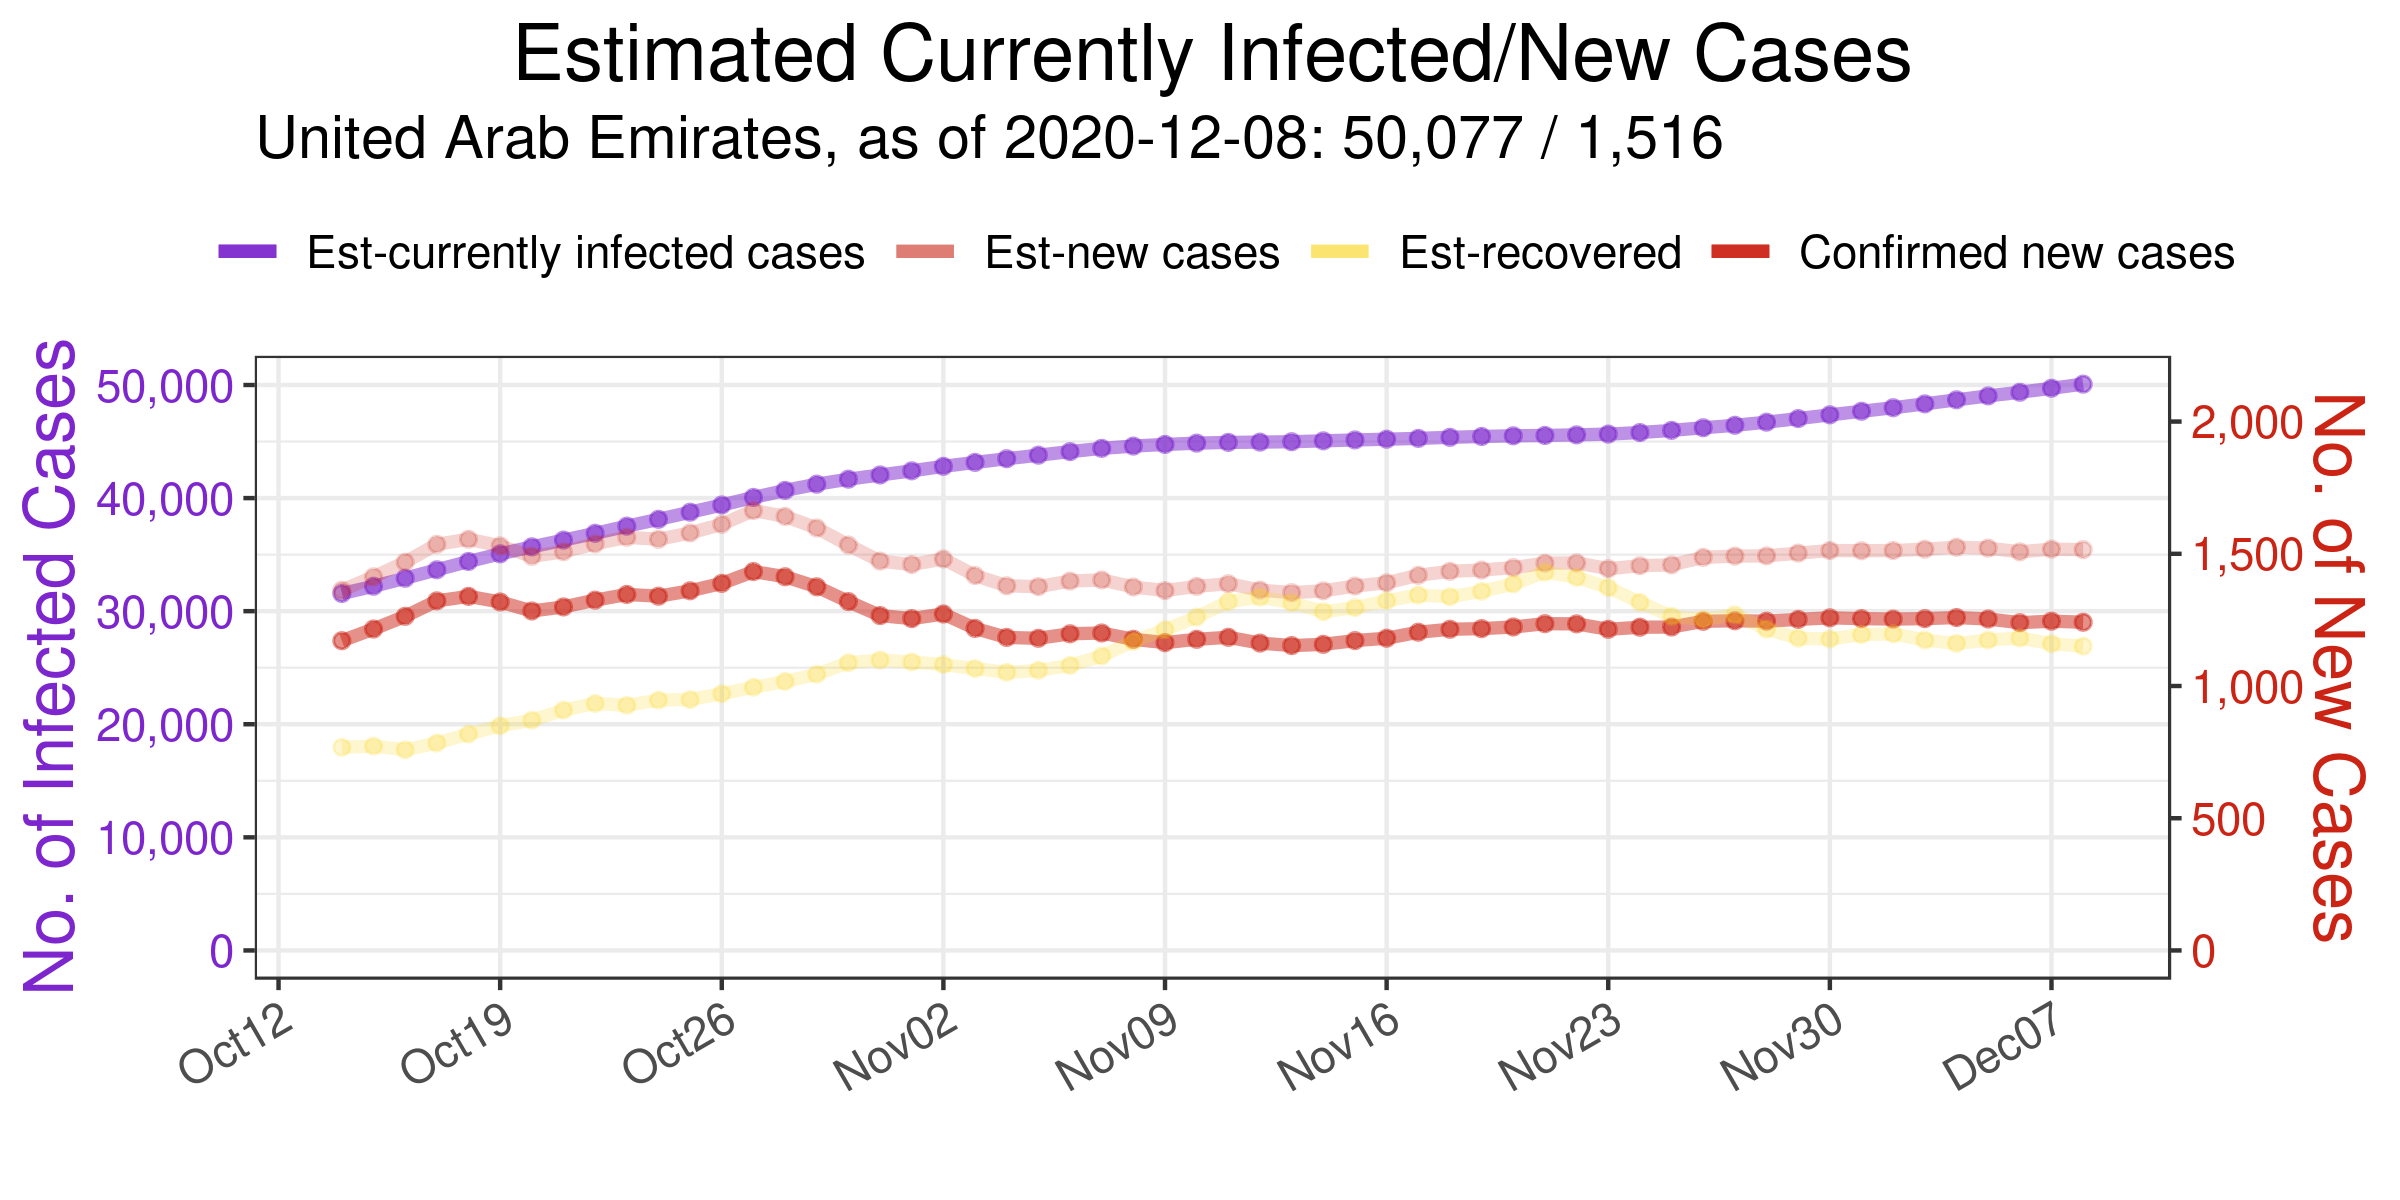 Estimated Currently Infected/New Cases
United Arab Emirates, as of 2020-12-08: 50,077 / 1,516
Est-currently infected cases Est-new cases Est-recovered Confirmed new cases
No. of Infected Cases
50,000
40,000
30,000
20,000
10,000
0
2,000
1,500
1,000
500
0
No. of New Cases
Oct12 Oct19 Oct26 Nov02 Nov09 Nov16 Nov23 Nov30 Dec07